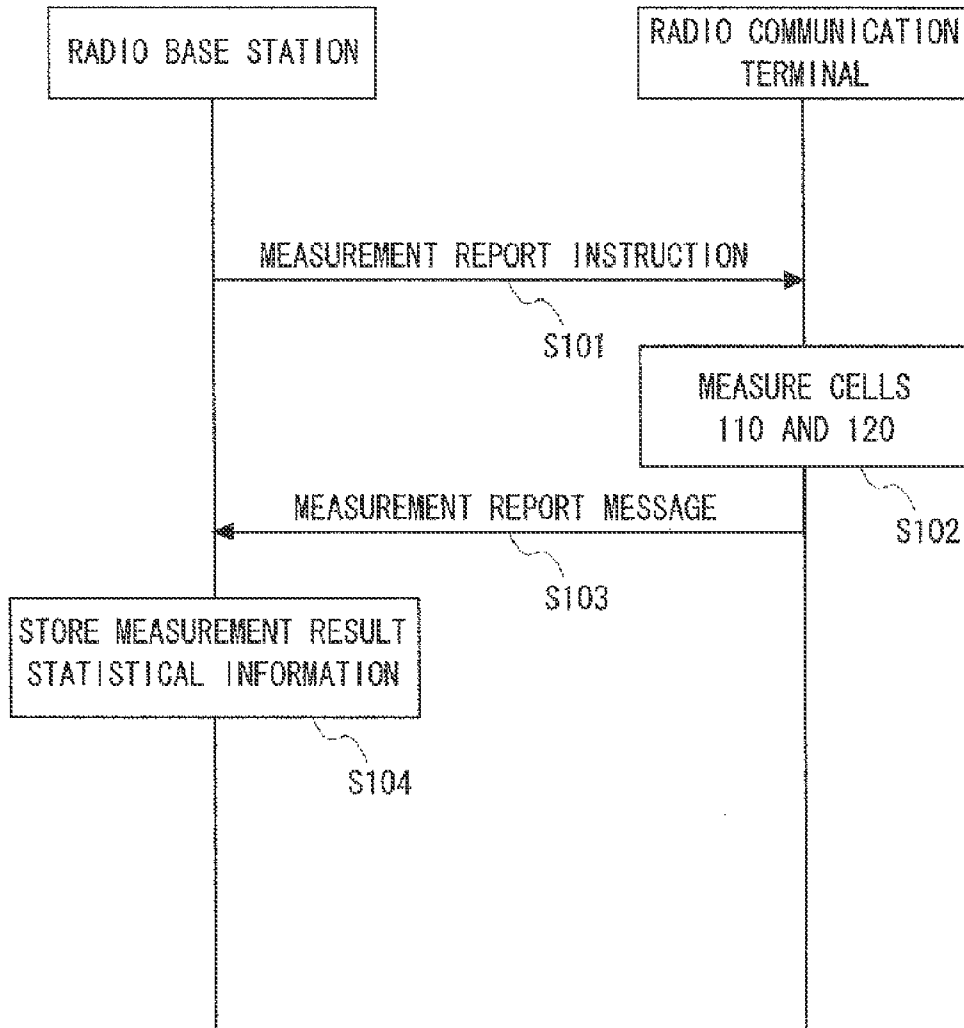 RADIO BASE STATION
RADIO COMMUNICATION
TERMINAL
MEASUREMENT REPORT INSTRUCTION
S101
MEASURE CELLS
110 AND 120
S102
MEASUREMENT REPORT MESSAGE
S103
STORE MEASUREMENT RESULT
STATISTICAL INFORMATION
S104